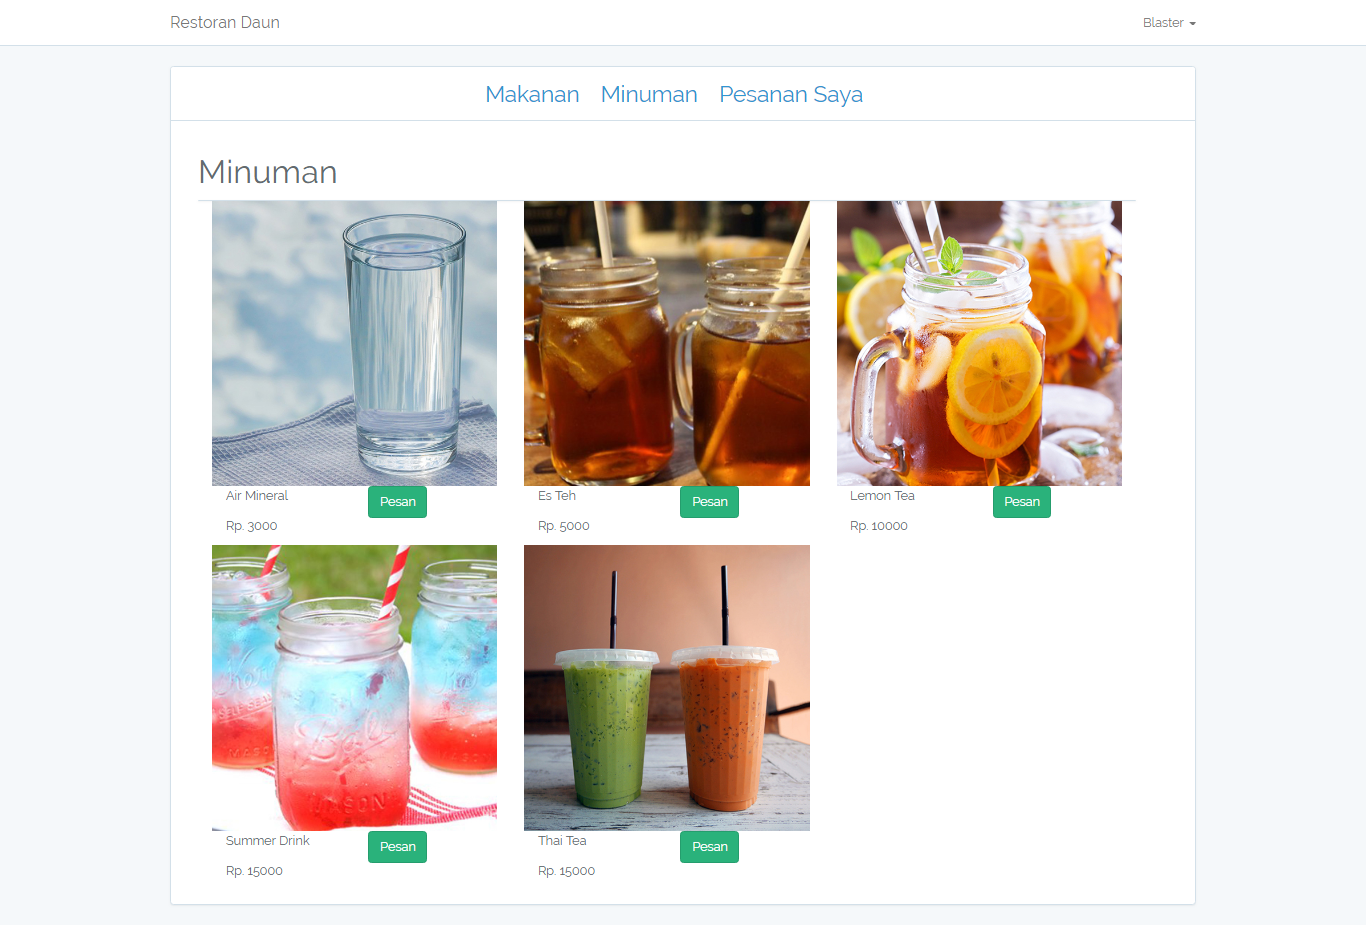 Restoran Daun
Blaster
Makanan Minuman Pesanan Saya
Minuman
Air Mineral
Pesan
Rp. 3000
Es Teh
Pesan
Rp. 5000
Lemon Tea
Pesan
Rp. 10000
MASON
Summer Drink
Pesan
Rp. 15000
Thai Tea
Pesan
Rp. 15000